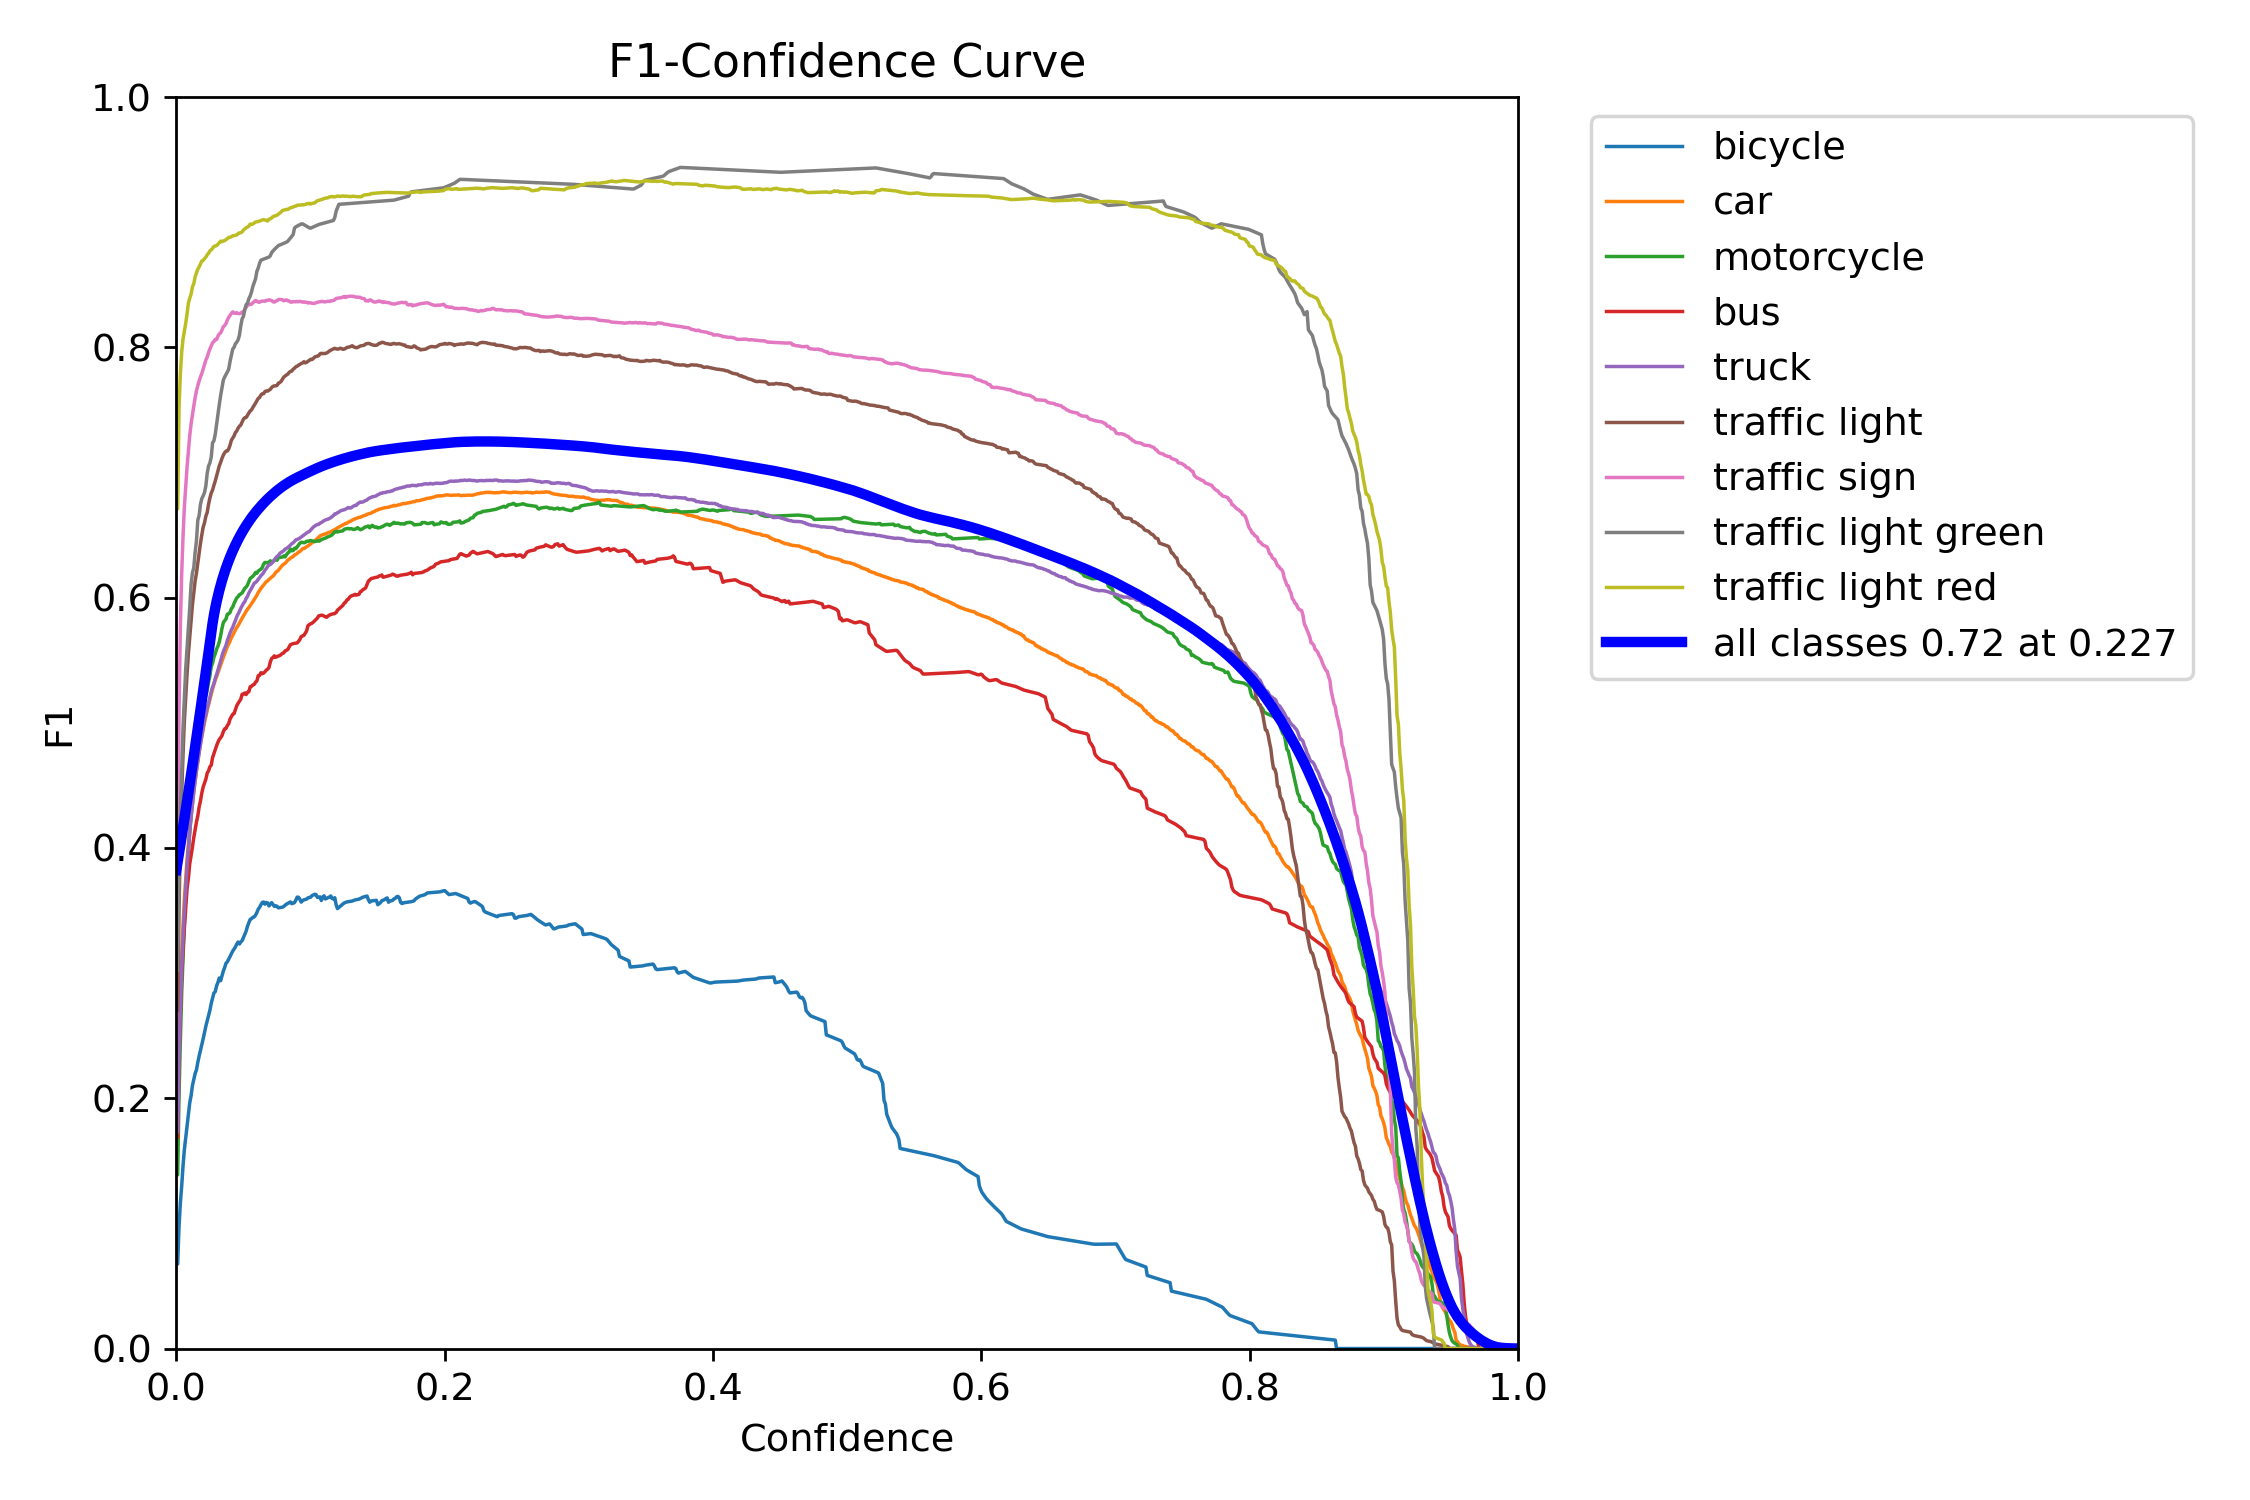 F1-Confidence Curve
1.0
0.8
0.6
0.4
0.2
0.0
F1
0.0 0.2 0.4 0.6 0.8 1.0
Confidence
bicycle
car
motorcycle
bus
truck
traffic light
traffic sign
traffic light green
traffic light red
all classes 0.72 at 0.227